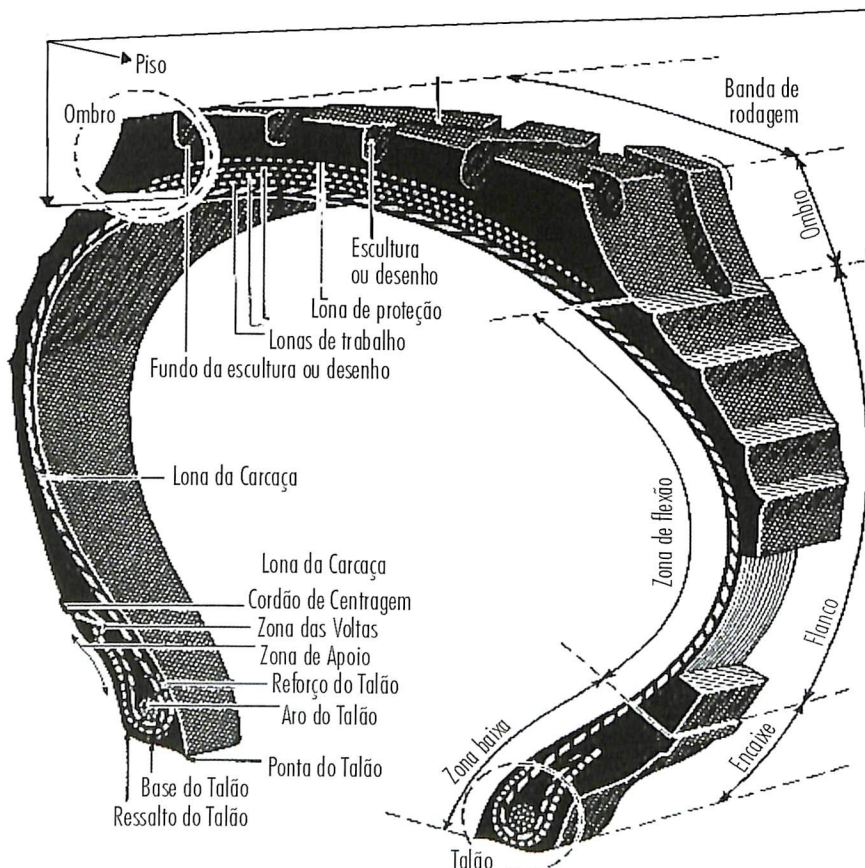 Piso
Banda de
rodagem
Ombro
Ombro
Escultura
ou desenho
Lona de proteção
Lonas de trabalho
Fundo da escultura ou desenho
Lona da Carcaça
Zona de flexão
Lona da Carcaça
Cordão de Centragem
Zona das Voltas
Flanco
Zona de Apoio
Reforço do Talão
Aro do Talão
Zona baixa
Encaixe
Ponta do Talão
Base do Talão
Ressalto do Talão
Talão